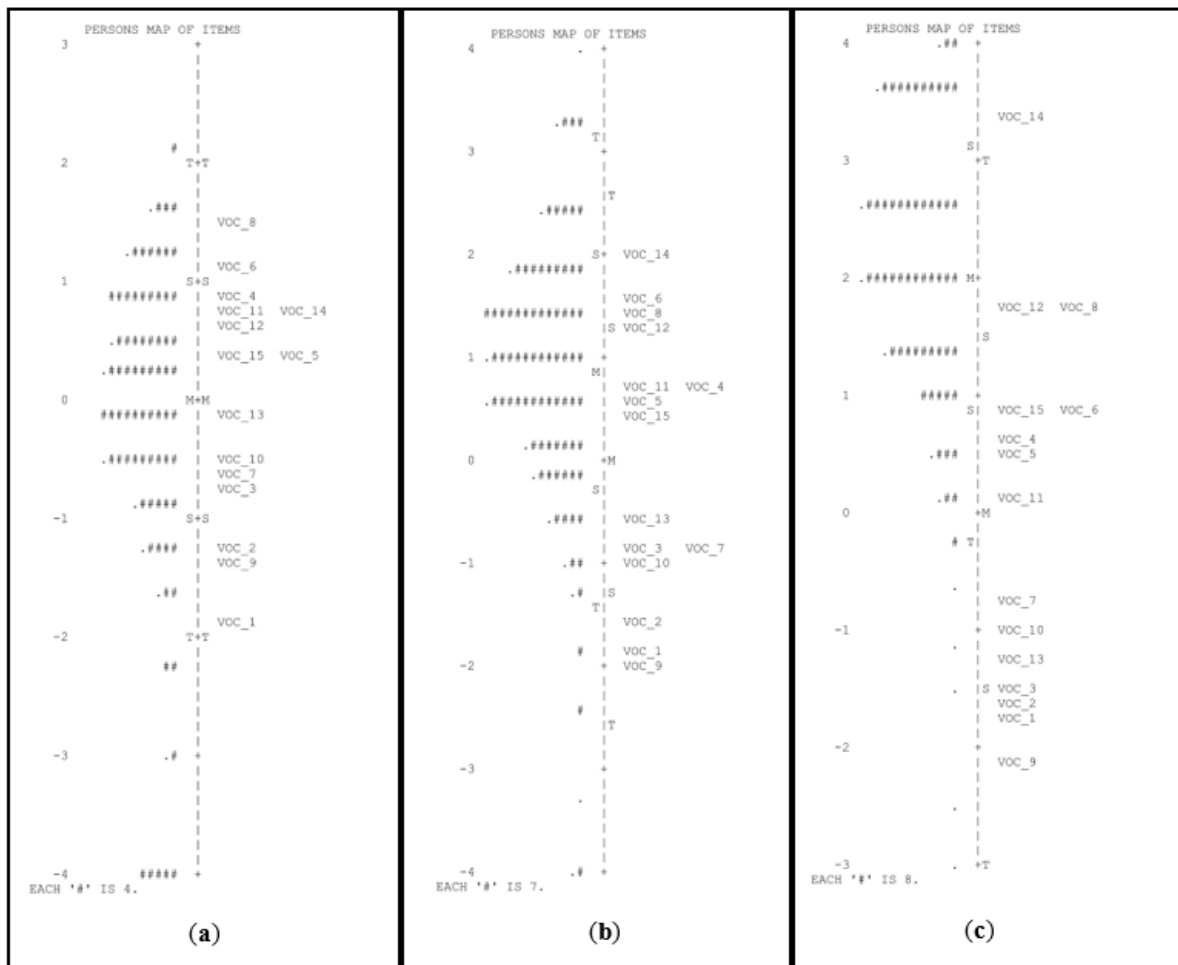 PERSONS MAP OF ITEMS
3
2 T+T
VOC_8
VOC_6
1 S+S
VOC_4
VOC_11 VOC_14
VOC_12
VOC_15 VOC_5
0 M+M
VOC_13
VOC_10
VOC_7
VOC_3
-1 S+S
VOC_2
VOC_9
VOC_1
-2 T+T
-3
-4
EACH '#' IS 4.
(a)
PERSONS MAP OF ITEMS
4
T|
3
|T
2 S+ VOC_14
VOC_6
VOC_8
|S VOC_12
1
M|
VOC_11 VOC_4
VOC_5
VOC_15
0 +M
S|
VOC_13
VOC_3 VOC_7
-1 VOC_10
|S
T|
VOC_2
VOC_1
-2 VOC_9
|T
-3
-4
EACH '#' IS 7.
(b)
PERSONS MAP OF ITEMS
4
VOC_14
S|
3 +T
2 M+
VOC_12 VOC_8
|S
1
S| VOC_15 VOC_6
VOC_4
VOC_5
VOC_11
0 +M
# T|
VOC_7
-1 VOC_10
VOC_13
|S VOC_3
VOC_2
VOC_1
-2
VOC_9
-3 +T
EACH '#' IS 8.
(c)